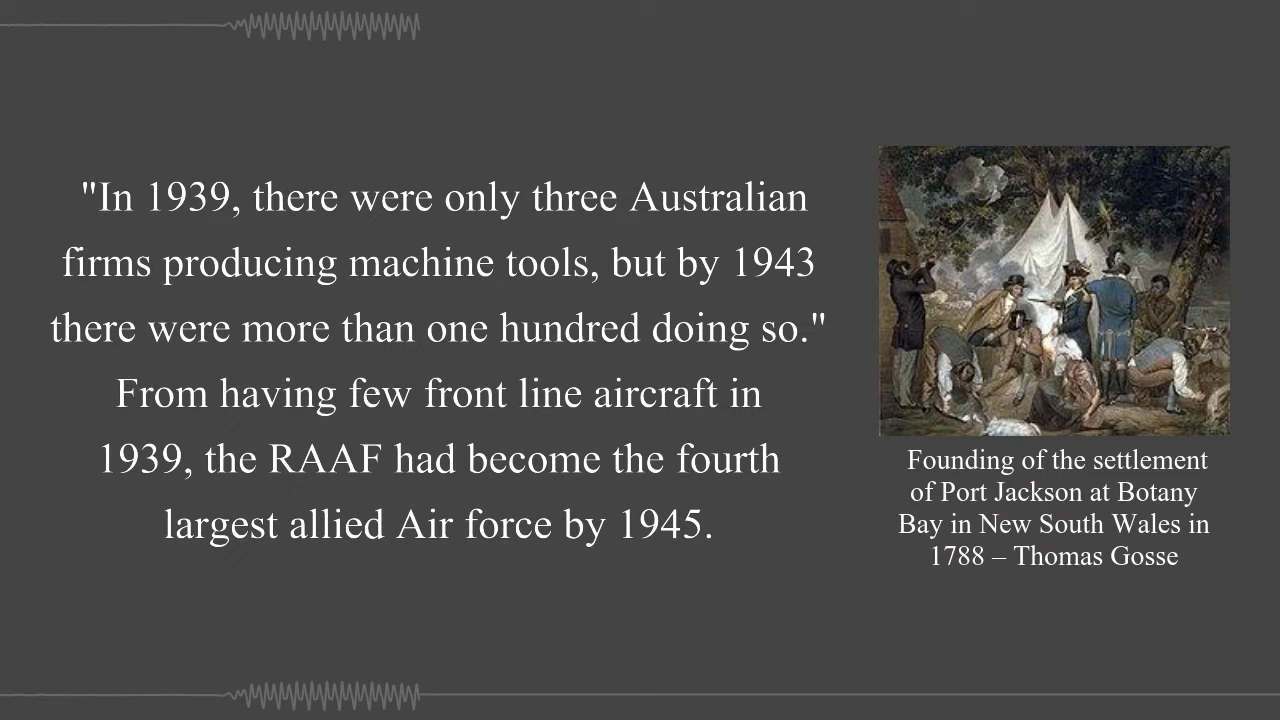 "In 1939, there were only three Australian
firms producing machine tools, but by 1943
there were more than one hundred doing so."
From having few front line aircraft in
1939, the RAAF had become the fourth
largest allied Air force by 1945.
Founding of the settlement
of Port Jackson at Botany
Bay in New South Wales in
1788 – Thomas Gosse